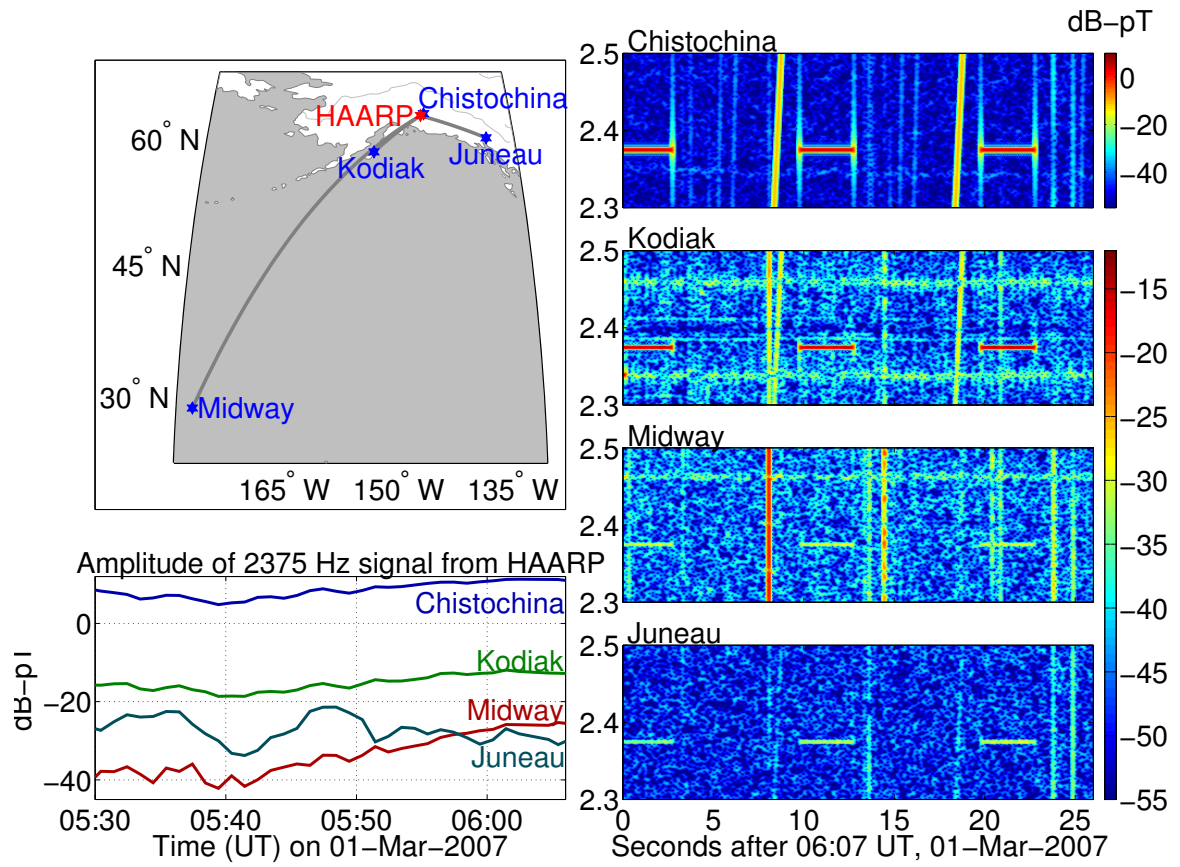 dB−pT
60° N
45° N
30° N
165° W
150° W
135° W
HAARP
Chistochina
Kodiak
Juneau
Midway
Amplitude of 2375 Hz signal from HAARP
0
−20
−40
Chistochina
Kodiak
Midway
Juneau
05:30
05:40
05:50
06:00
Time (UT) on 01−Mar−2007
Chistochina
2.5
2.4
2.3
0
−20
−40
Kodiak
2.5
2.4
2.3
Midway
2.5
2.4
2.3
Juneau
2.5
2.4
2.3
−15
−20
−25
−30
−35
−40
−45
−50
−55
0
5
10
15
20
25
Seconds after 06:07 UT, 01−Mar−2007